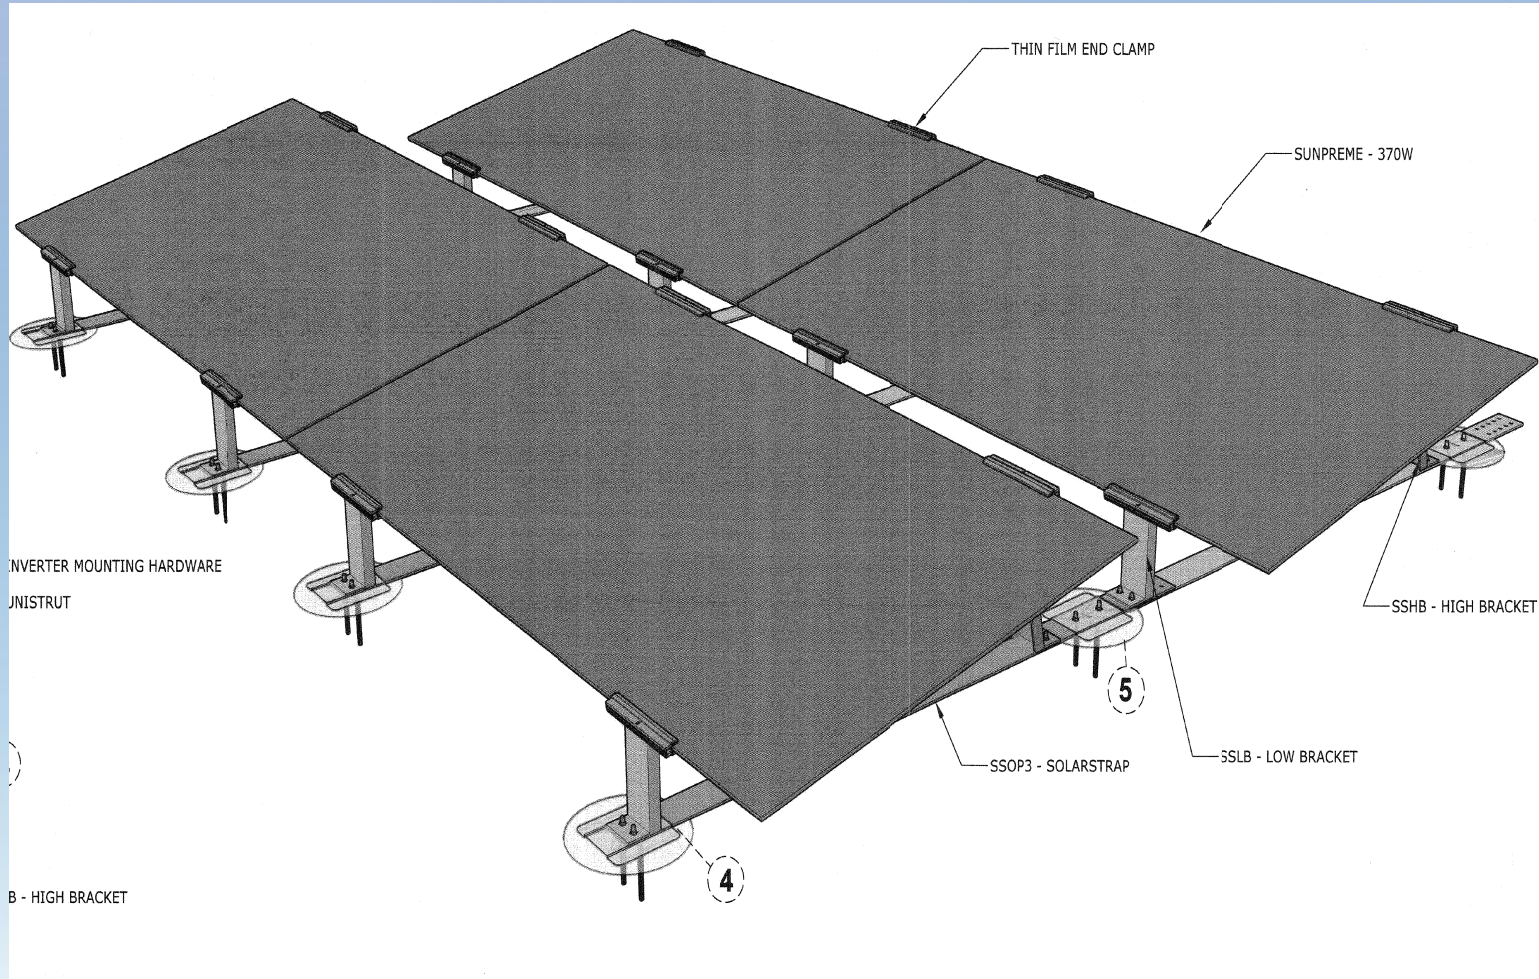 THIN FILM END CLAMP
SUNPREME - 370W
INVERTER MOUNTING HARDWARE
UNISTRUT
SSHB - HIGH BRACKET
5
SSLB - LOW BRACKET
SSOP3 - SOLARSTRAP
4
B - HIGH BRACKET